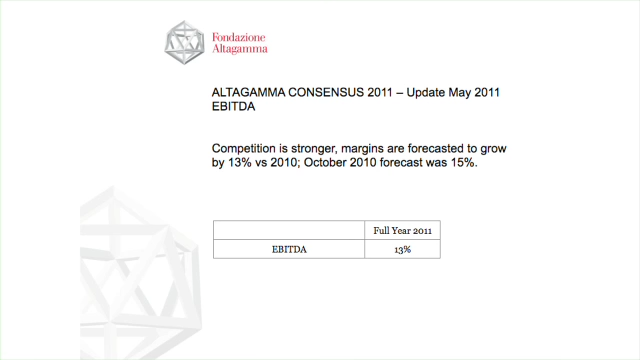 Fondazione
Altagamma
ALTAGAMMA CONSENSUS 2011 – Update May 2011
EBITDA
Competition is stronger, margins are forecasted to grow
by 13% vs 2010; October 2010 forecast was 15%.
Full Year 2011
EBITDA 13%